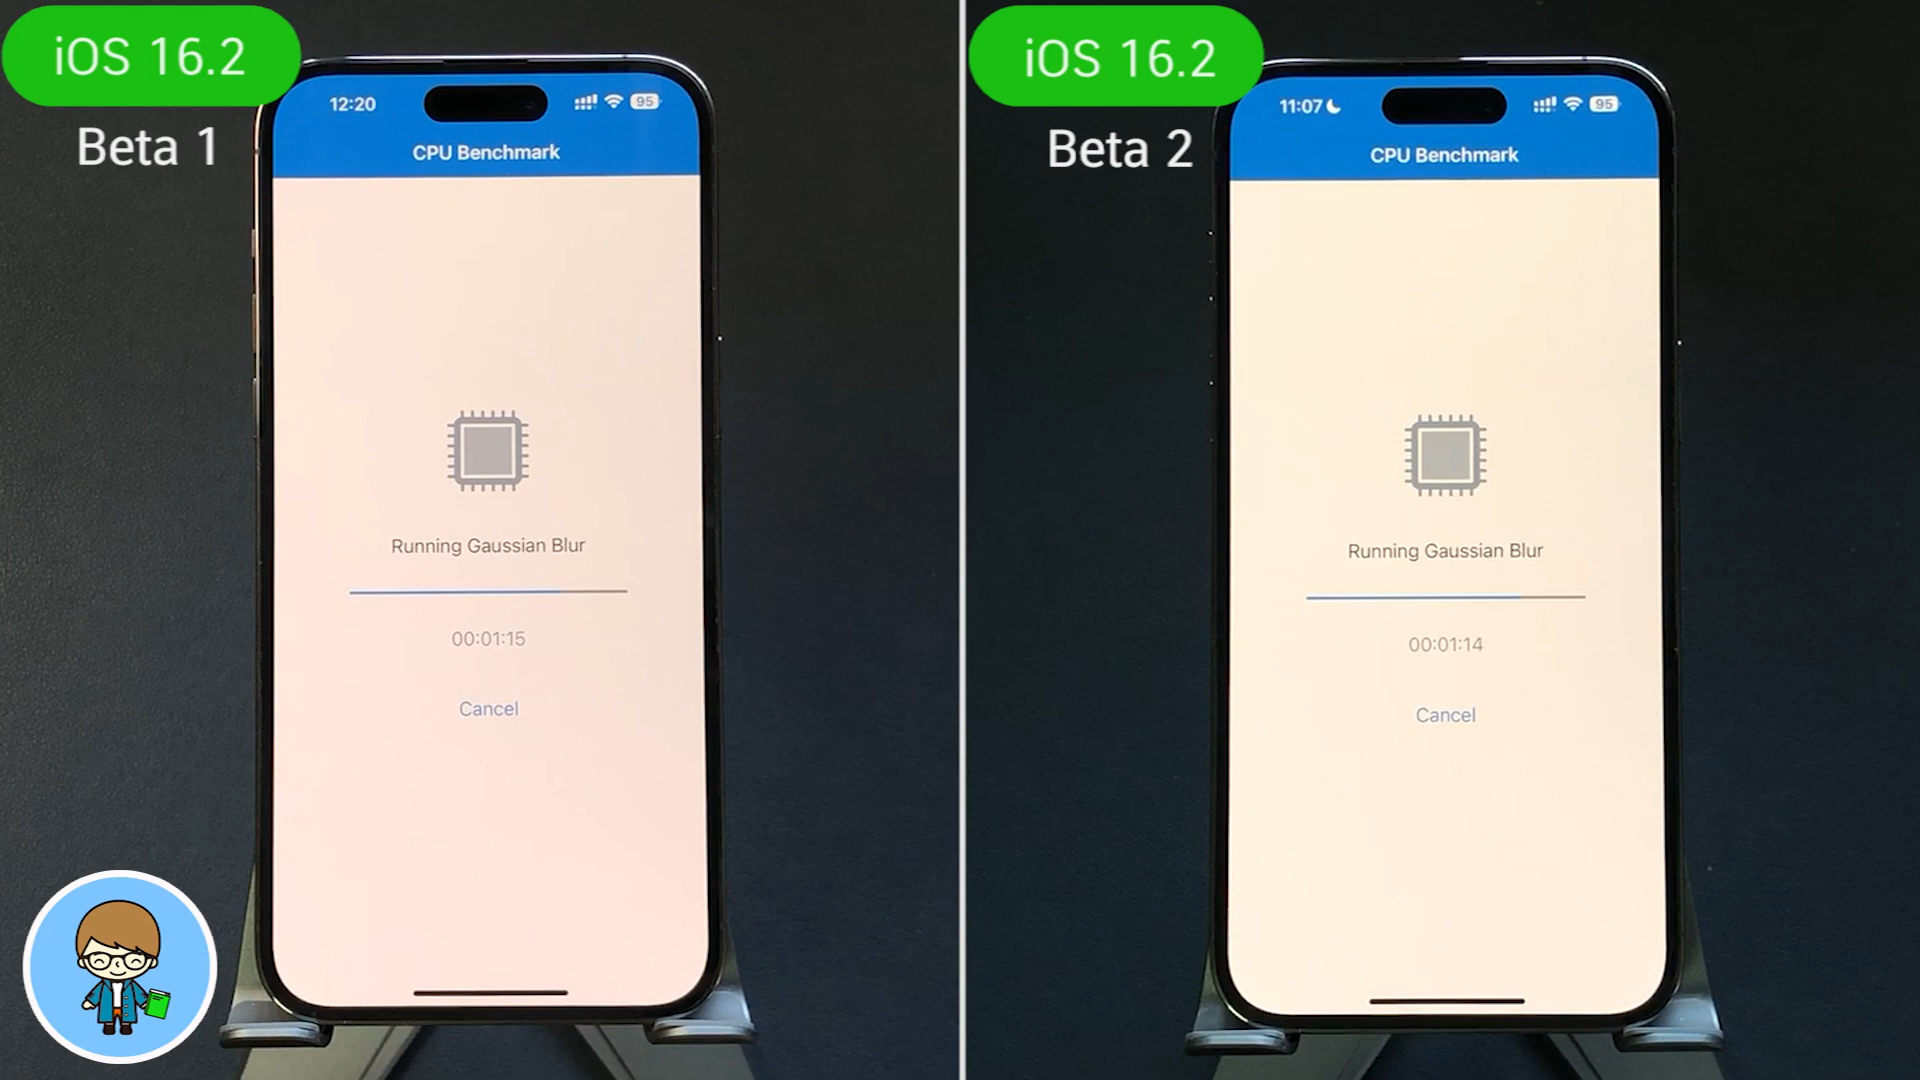 iOS 16.2
Beta 1
12:20
95
CPU Benchmark
Running Gaussian Blur
00:01:15
Cancel
iOS 16.2
Beta 2
11:07
95
CPU Benchmark
Running Gaussian Blur
00:01:14
Cancel